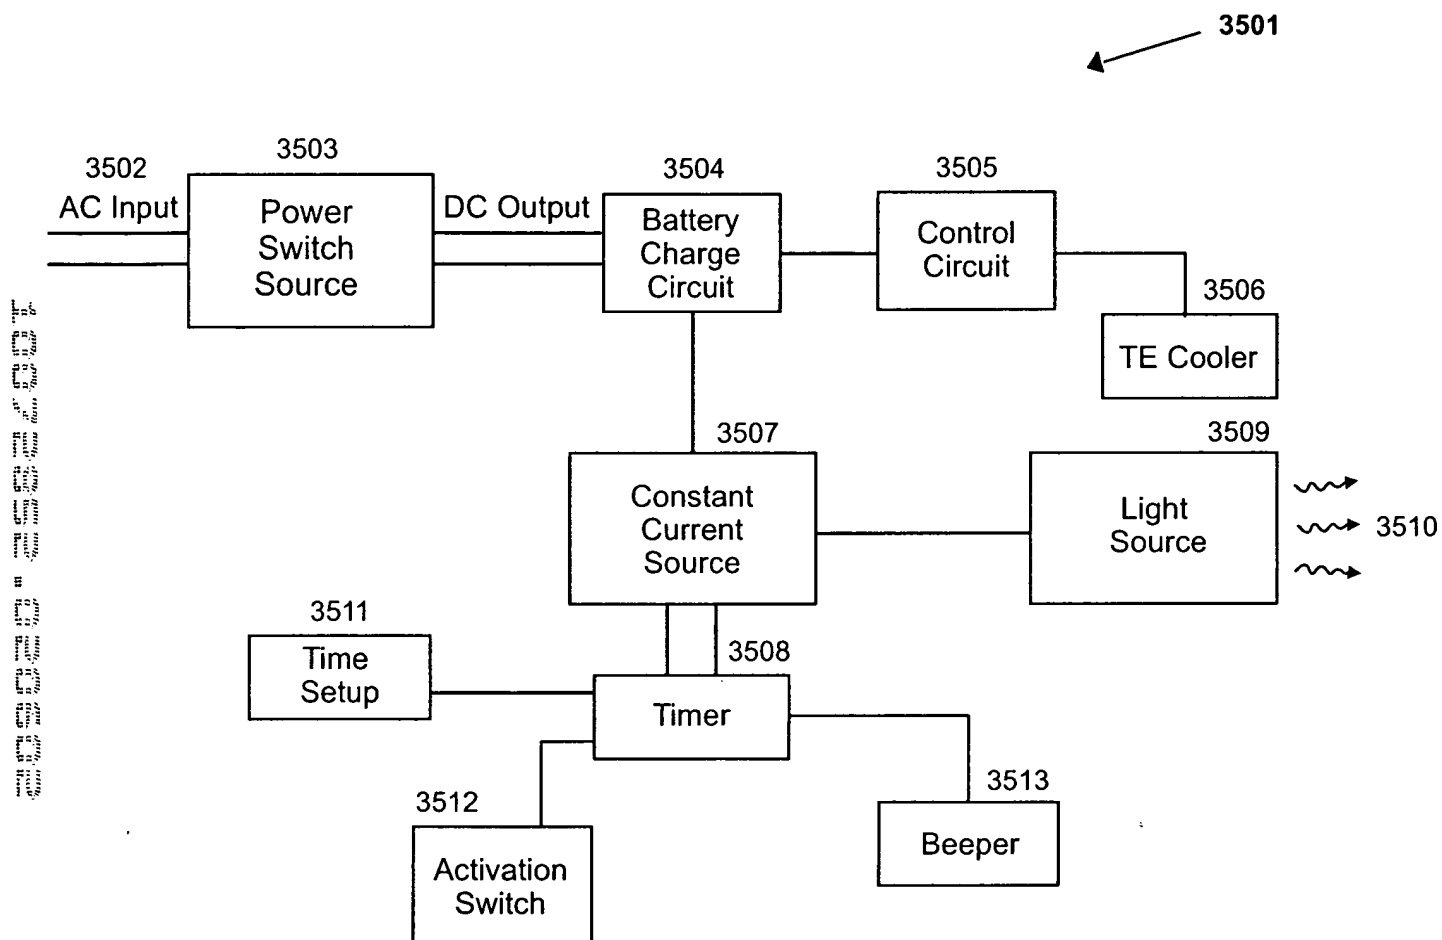 3501
3502
AC Input
3503
Power
Switch
Source
DC Output
3504
Battery
Charge
Circuit
3505
Control
Circuit
3506
TE Cooler
10072852.020602
3507
Constant
Current
Source
3509
Light
Source
3510
3511
Time
Setup
3508
Timer
3512
Activation
Switch
3513
Beeper